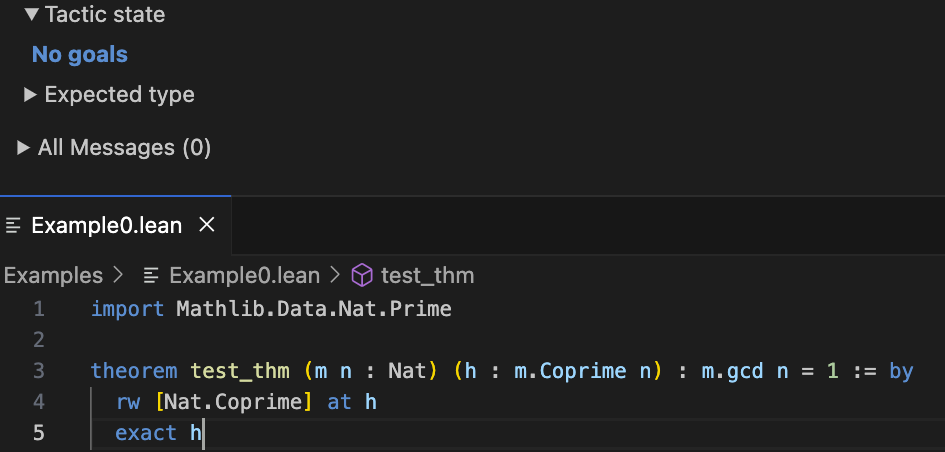 Tactic state
No goals
Expected type
All Messages (0)
Example0.lean
Examples > Example0.lean > test_thm
1 import Mathlib.Data.Nat.Prime
2
3 theorem test_thm (m n : Nat) (h : m.Coprime n) : m.gcd n = 1 := by
4   rw [Nat.Coprime] at h
5   exact h